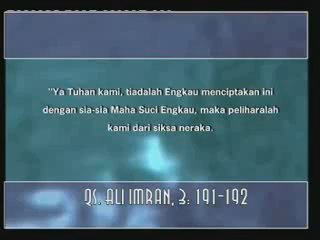 "Ya Tuhan kami, tiadalah Engkau menciptakan ini
dengan sia-sia Maha Suci Engkau, maka peliharalah
kami dari siksa neraka.
QS. ALI IMRAN, 3: 191-192